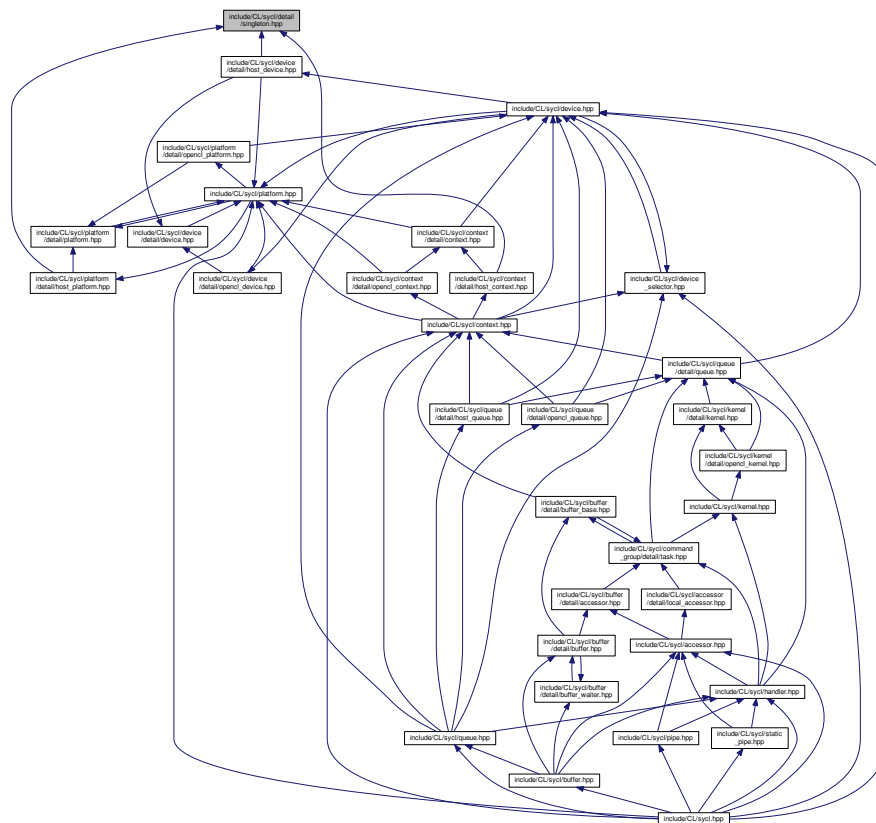 include/CL/sycl/detail
/singleton.hpp
include/CL/sycl/device
/detail/host_device.hpp
include/CL/sycl/device.hpp
include/CL/sycl/platform
/detail/opencl_platform.hpp
include/CL/sycl/platform.hpp
include/CL/sycl/platform
/detail/platform.hpp
include/CL/sycl/device
/detail/device.hpp
include/CL/sycl/context
/detail/context.hpp
include/CL/sycl/platform
/detail/host_platform.hpp
include/CL/sycl/device
/detail/opencl_device.hpp
include/CL/sycl/context
/detail/opencl_context.hpp
include/CL/sycl/context
/detail/host_context.hpp
include/CL/sycl/device
_selector.hpp
include/CL/sycl/context.hpp
include/CL/sycl/queue
/detail/queue.hpp
include/CL/sycl/queue
/detail/host_queue.hpp
include/CL/sycl/queue
/detail/opencl_queue.hpp
include/CL/sycl/kernel
/detail/kernel.hpp
include/CL/sycl/kernel
/detail/opencl_kernel.hpp
include/CL/sycl/buffer
/detail/buffer_base.hpp
include/CL/sycl/kernel.hpp
include/CL/sycl/command
_group/detail/task.hpp
include/CL/sycl/buffer
/detail/accessor.hpp
include/CL/sycl/accessor
/detail/local_accessor.hpp
include/CL/sycl/buffer
/detail/buffer.hpp
include/CL/sycl/accessor.hpp
include/CL/sycl/buffer
/detail/buffer_waiter.hpp
include/CL/sycl/handler.hpp
include/CL/sycl/queue.hpp
include/CL/sycl/pipe.hpp
include/CL/sycl/static
_pipe.hpp
include/CL/sycl/buffer.hpp
include/CL/sycl.hpp